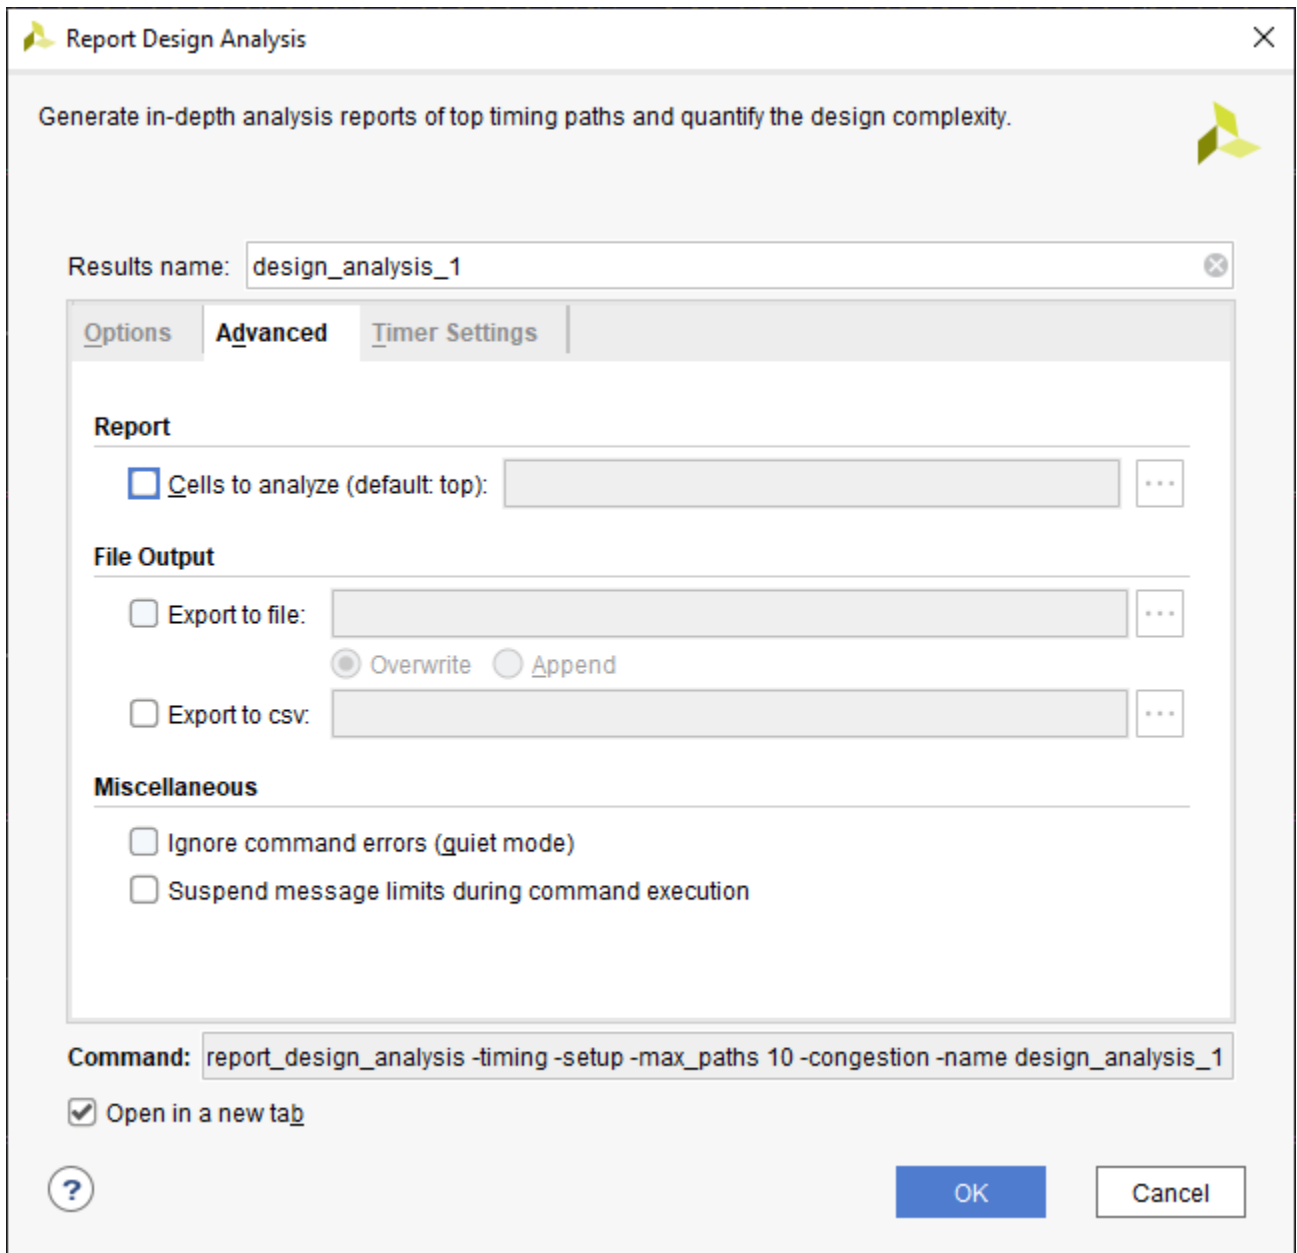 Report Design Analysis
Generate in-depth analysis reports of top timing paths and quantify the design complexity.
Results name: design_analysis_1
Options Advanced Timer Settings
Report
Cells to analyze (default: top): ...
File Output
Export to file: ...
Overwrite Append
Export to csv: ...
Miscellaneous
Ignore command errors (quiet mode)
Suspend message limits during command execution
Command: report_design_analysis -timing -setup -max_paths 10 -congestion -name design_analysis_1
Open in a new tab
? OK Cancel